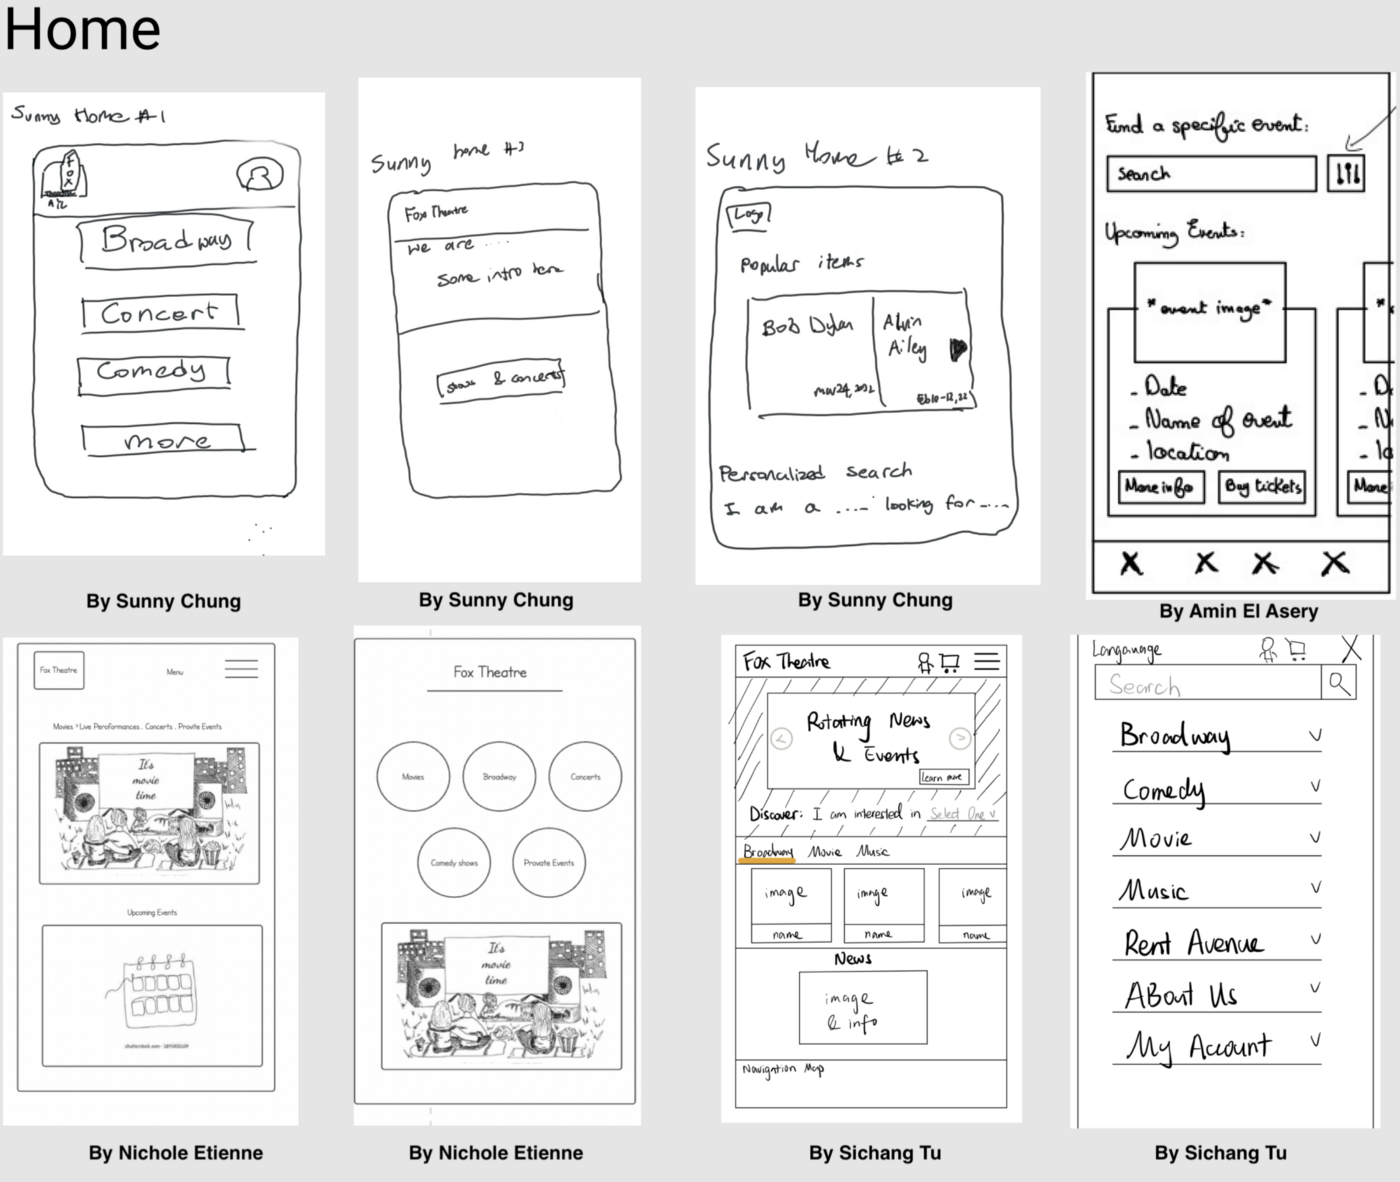 Home
Sunny Home #1
FOX
Theatre
ATL
Broadway
Concert
Comedy
more
By Sunny Chung
Sunny home #3
Fox Theatre
we are ...
Some intro here
shows & concerts
By Sunny Chung
Sunny Home #2
Logo
Popular items
Bob Dylan
Alvin
Ailey
mar 24, 2022
Feb 10-12, 22
Personalized search
I am a .... looking for ....
By Sunny Chung
Find a specific event:
Search
Upcoming Events:
*event image*
- Date
- Name of event
- location
More info
Buy tickets
More
By Amin El Asery
Fox Theatre
Menu
Movies > Live Peroformances . Concerts . Provite Events
It's
movie
time
Upcoming Events
By Nichole Etienne
Fox Theatre
Movies
Broadway
Concerts
Comedy shows
Provate Events
It's
movie
time
By Nichole Etienne
Fox Theatre
Rotating News
& Events
Learn more
Discover: I am interested in Select One v
Broadway Movie Music
image
name
image
name
image
name
News
image
& info
Navigation Map
By Sichang Tu
Langauage
Search
Broadway
Comedy
Movie
Music
Rent Avenue
ABout Us
My Account
By Sichang Tu